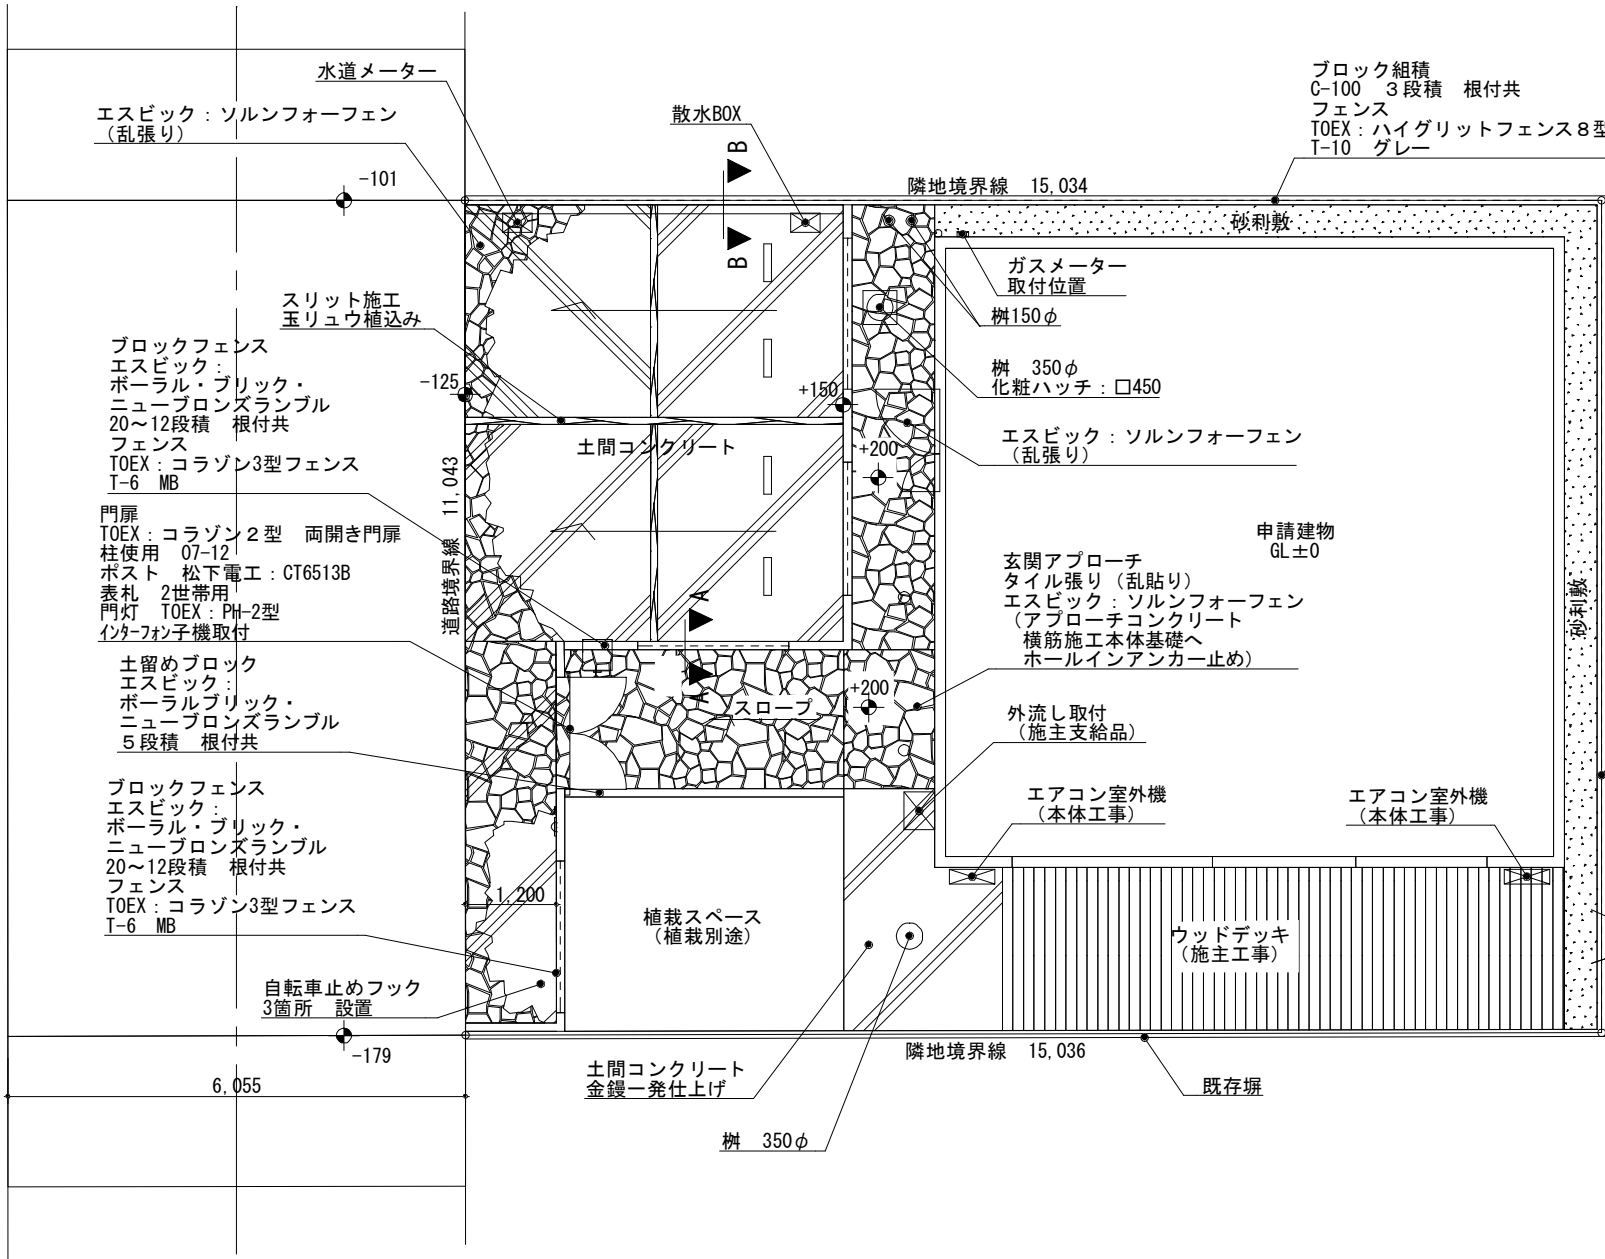 水道メーター
エスビック：ソルンフォーフェン
（乱張り）
散水BOX
ブロック組積
C-100　３段積　根付共
フェンス
TOEX：ハイグリットフェンス８型
T-10　グレー
B
B
-101
隣地境界線　15,034
砂利敷
ガスメーター
取付位置
桝150φ
桝　350φ
化粧ハッチ：□450
スリット施工
玉リュウ植込み
ブロックフェンス
エスビック：
ボーラル・ブリック・
ニューブロンズランブル
20～12段積　根付共
フェンス
TOEX：コラゾン3型フェンス
T-6　MB
-125
+150
土間コンクリート
+200
エスビック：ソルンフォーフェン
（乱張り）
道路境界線　11,043
門扉
TOEX：コラゾン２型　両開き門扉
柱使用　07-12
ポスト　松下電工：CT6513B
表札　2世帯用
門灯　TOEX：PH-2型
インターフォン子機取付
申請建物
GL±0
玄関アプローチ
タイル張り（乱貼り）
エスビック：ソルンフォーフェン
（アプローチコンクリート
横筋施工本体基礎へ
ホールインアンカー止め）
砂利敷
A
A
土留めブロック
エスビック：
ボーラルブリック・
ニューブロンズランブル
５段積　根付共
スロープ
+200
外流し取付
（施主支給品）
エアコン室外機
（本体工事）
エアコン室外機
（本体工事）
ブロックフェンス
エスビック：
ボーラル・ブリック・
ニューブロンズランブル
20～12段積　根付共
フェンス
TOEX：コラゾン3型フェンス
T-6　MB
1,200
植栽スペース
（植栽別途）
ウッドデッキ
（施主工事）
自転車止めフック
3箇所　設置
-179
隣地境界線　15,036
土間コンクリート
金鏝一発仕上げ
既存塀
6,055
桝　350φ